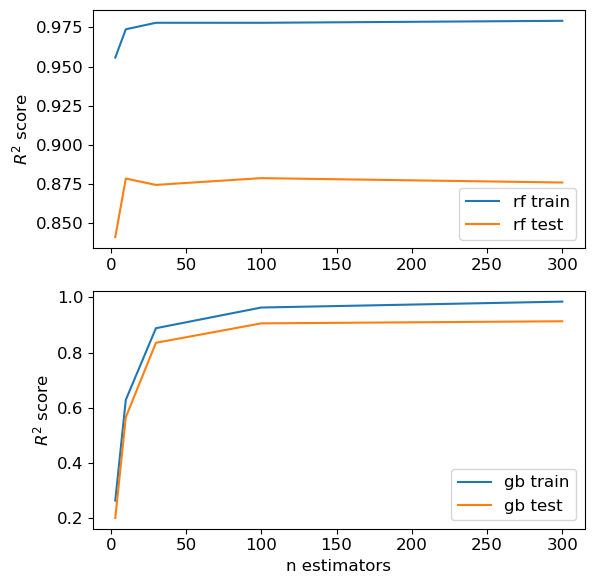 0.975
0.950
0.925
0.900
0.875
0.850
R² score
rf train
rf test
0 50 100 150 200 250 300
1.0
0.8
0.6
0.4
0.2
R² score
gb train
gb test
0 50 100 150 200 250 300
n estimators